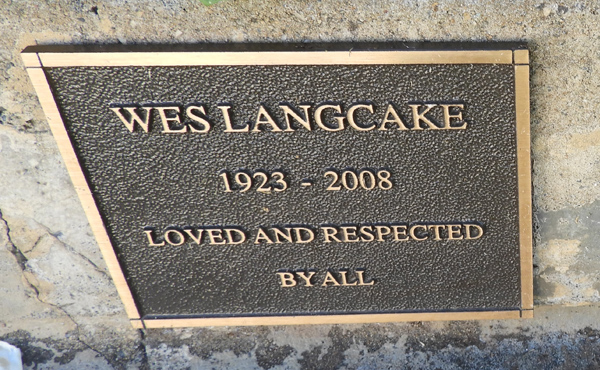 WES LANGCAKE
1923 - 2008
LOVED AND RESPECTED
BY ALL